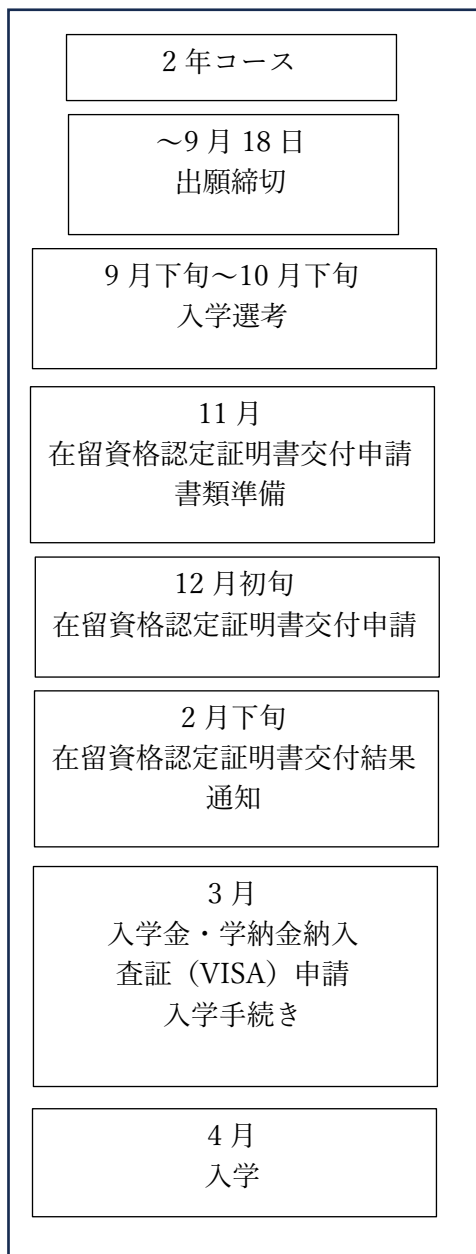 2 年コース
～9 月 18 日
出願締切
9 月下旬～10 月下旬
入学選考
11 月
在留資格認定証明書交付申請
書類準備
12 月初旬
在留資格認定証明書交付申請
2 月下旬
在留資格認定証明書交付結果
通知
3 月
入学金・学納金納入
査証（VISA）申請
入学手続き
4 月
入学